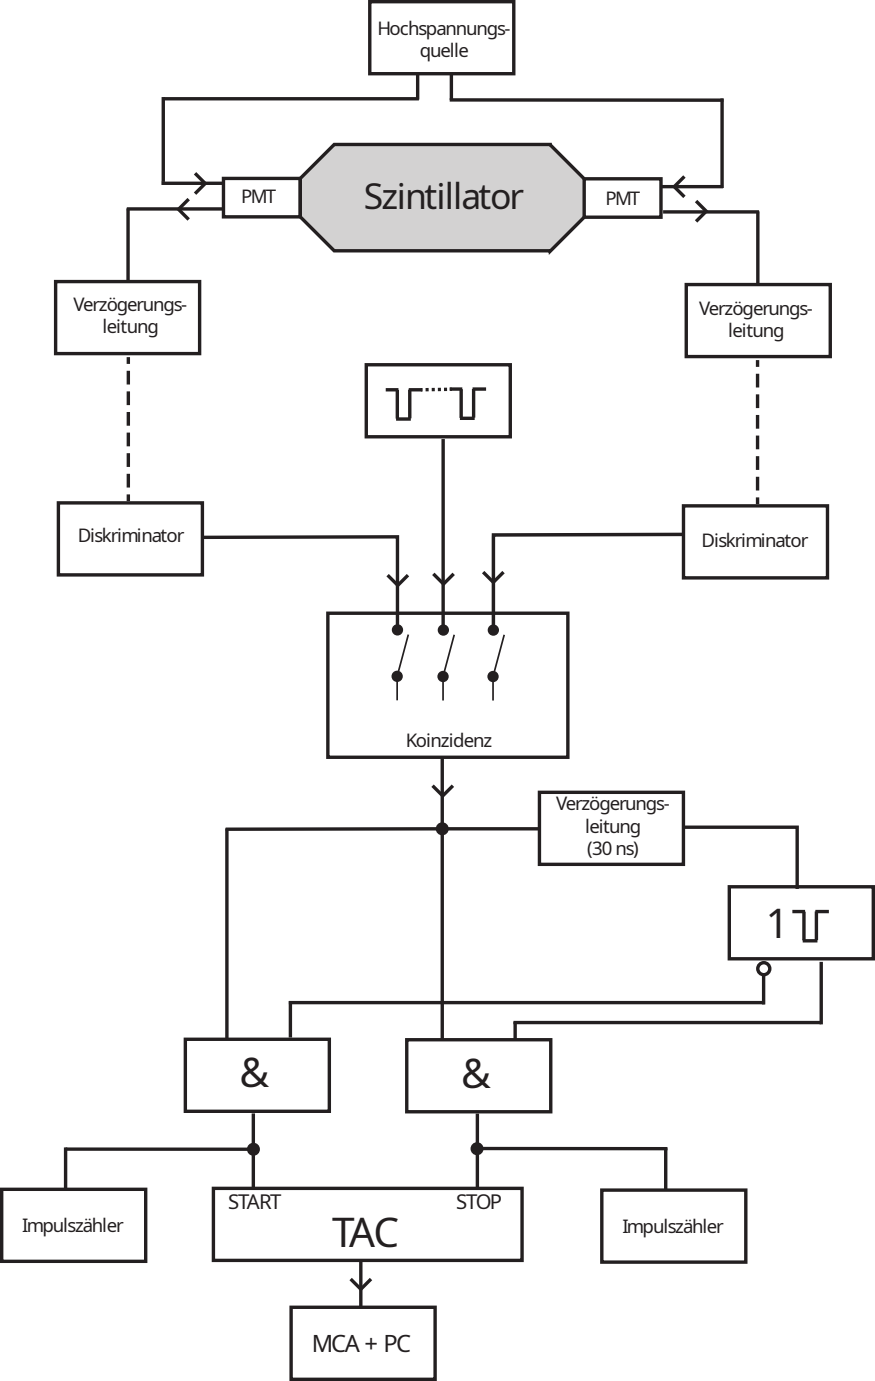 Hochspannungs-
quelle
PMT
Szintillator
PMT
Verzögerungs-
leitung
Verzögerungs-
leitung
Diskriminator
Diskriminator
Koinzidenz
Verzögerungs-
leitung
(30 ns)
1
&
&
START
STOP
TAC
Impulszähler
Impulszähler
MCA + PC